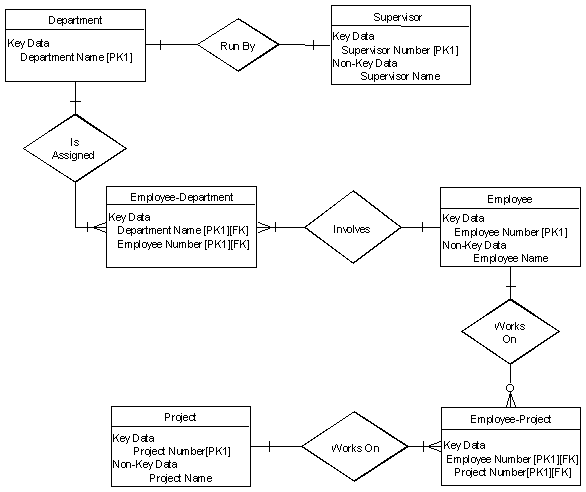 Department
Key Data
Department Name [PK1]
Run By
Supervisor
Key Data
Supervisor Number [PK1]
Non-Key Data
Supervisor Name
Is
Assigned
Employee-Department
Key Data
Department Name [PK1][FK]
Employee Number [PK1][FK]
Involves
Employee
Key Data
Employee Number [PK1]
Non-Key Data
Employee Name
Works
On
Project
Key Data
Project Number[PK1]
Non-Key Data
Project Name
Works On
Employee-Project
Key Data
Employee Number [PK1][FK]
Project Number[PK1][FK]